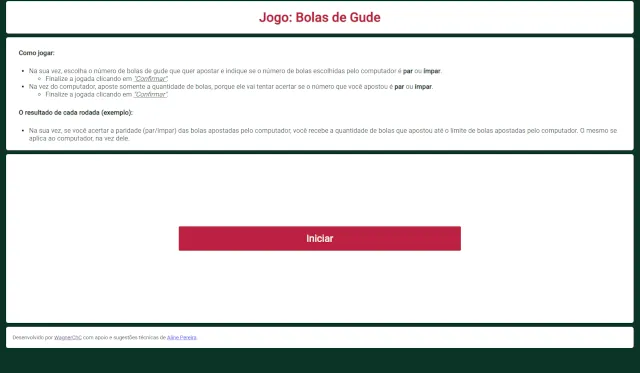 Jogo: Bolas de Gude
Como jogar:
Na sua vez, escolha o número de bolas de gude que quer apostar e indique se o número de bolas escolhidas pelo computador é par ou ímpar.
Finalize a jogada clicando em "Confirmar"
Na vez do computador, aposte somente a quantidade de bolas, porque ele vai tentar acertar se o número que você apostou é par ou ímpar.
Finalize a jogada clicando em "Confirmar"
O resultado de cada rodada (exemplo):
Na sua vez, se você acertar a paridade (par/ímpar) das bolas apostadas pelo computador, você recebe a quantidade de bolas que apostou até o limite de bolas apostadas pelo computador. O mesmo se
aplica ao computador, na vez dele.
Iniciar
Desenvolvido por WagnerChC com apoio e sugestões técnicas de Aline Pereira.